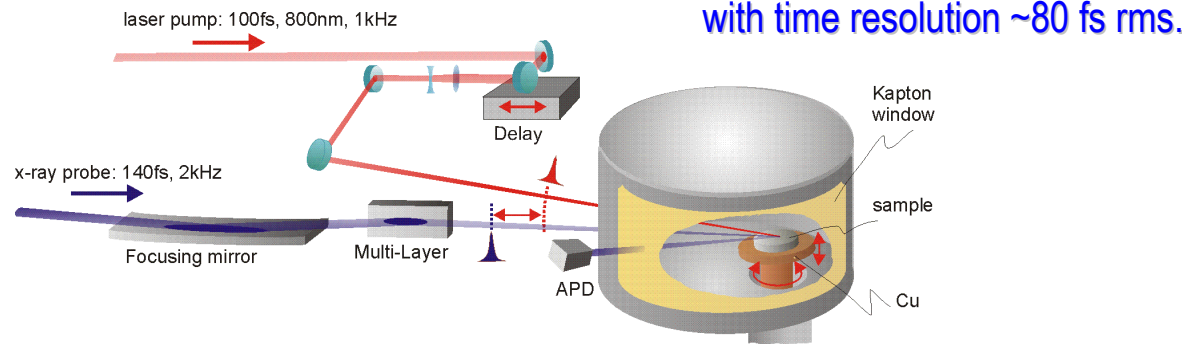 with time resolution ~80 fs rms.
laser pump: 100fs, 800nm, 1kHz
Kapton
window
Delay
x-ray probe: 140fs, 2kHz
sample
Focusing mirror
Multi-Layer
APD
Cu